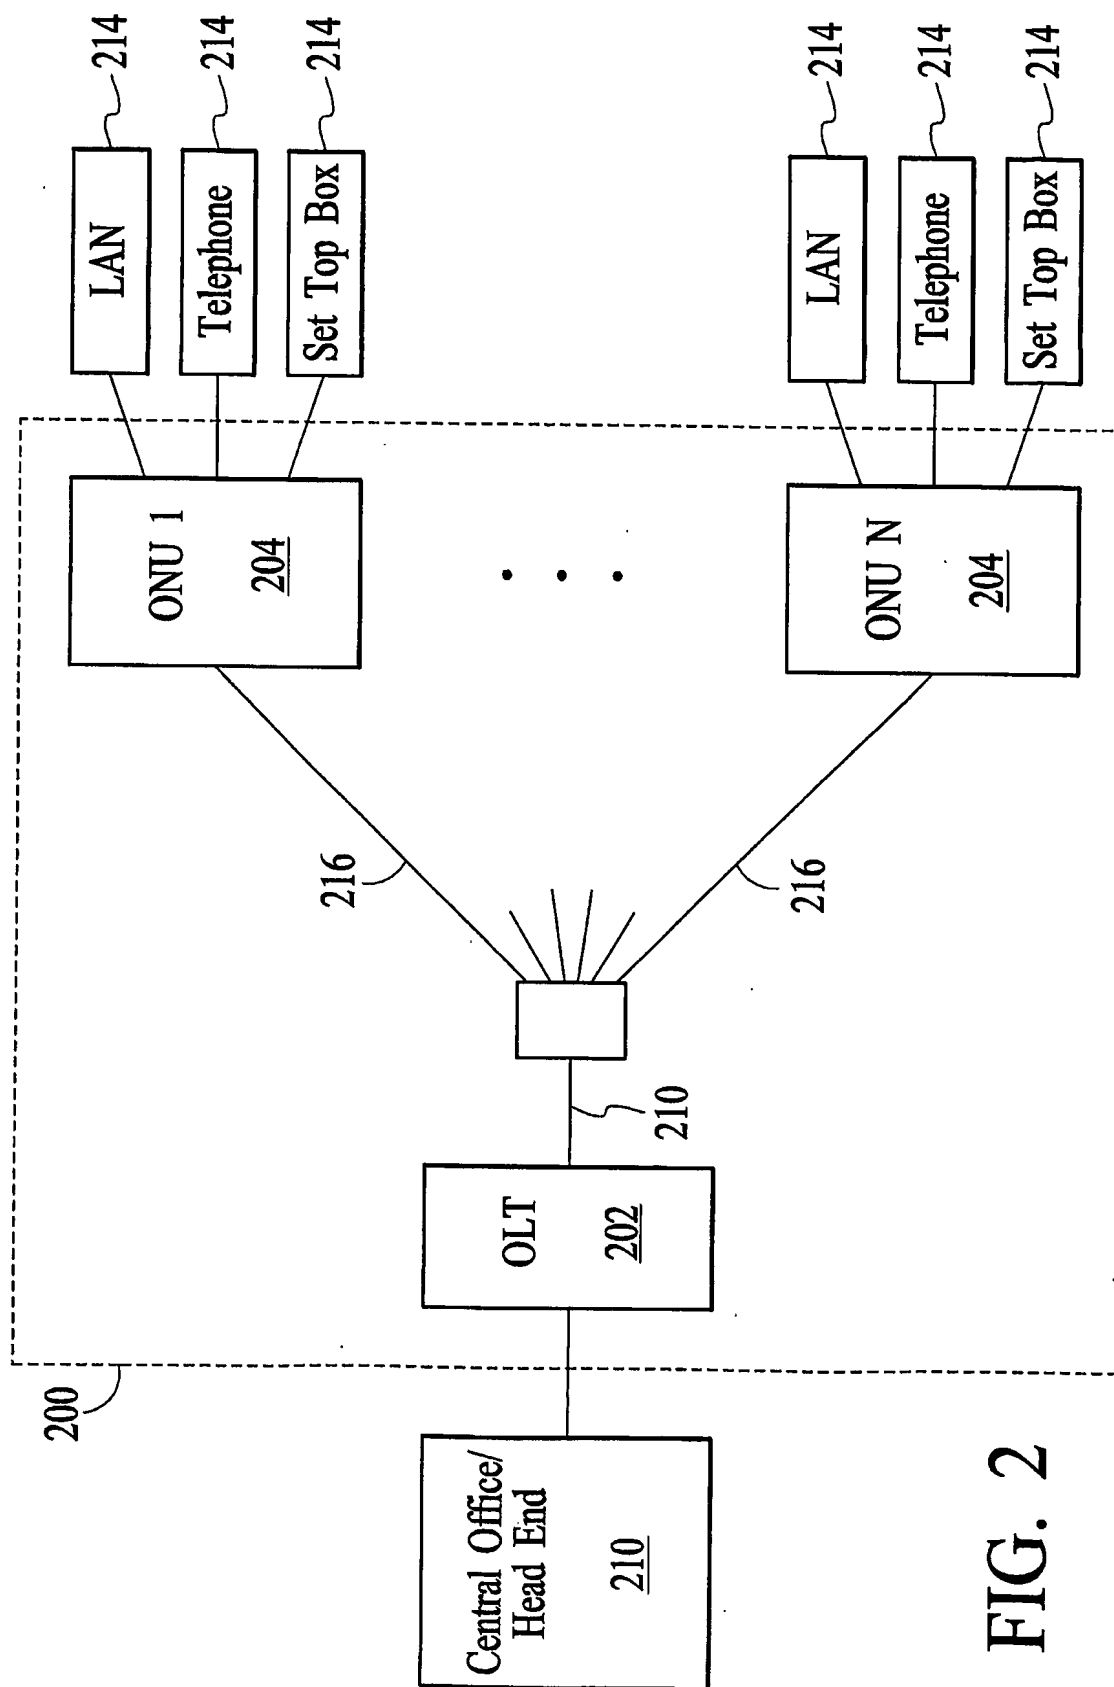 200
Central Office/
Head End
210
OLT
202
210
216
216
ONU 1
204
ONU N
204
LAN
214
Telephone
214
Set Top Box
214
LAN
214
Telephone
214
Set Top Box
214
FIG. 2